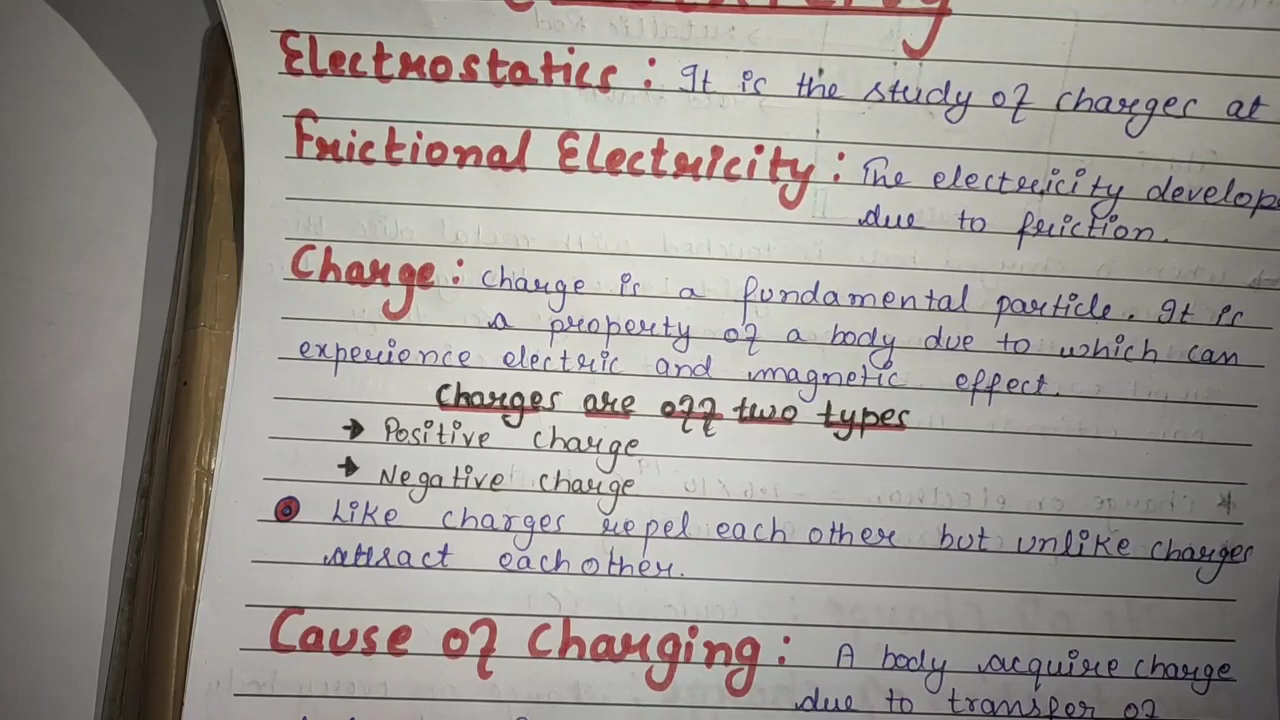 Electrostatics : It is the study of charges at
Frictional Electricity : The electricity develop
due to friction.
Charge : Charge is a fundamental particle. It is
a property of a body due to which can
experience electric and magnetic effect.
Charges are off two types
→ Positive charge
→ Negative charge
Like charges repel each other but unlike charges
attract eachother.
Cause of Charging : A body acquire charge
due to transfer of